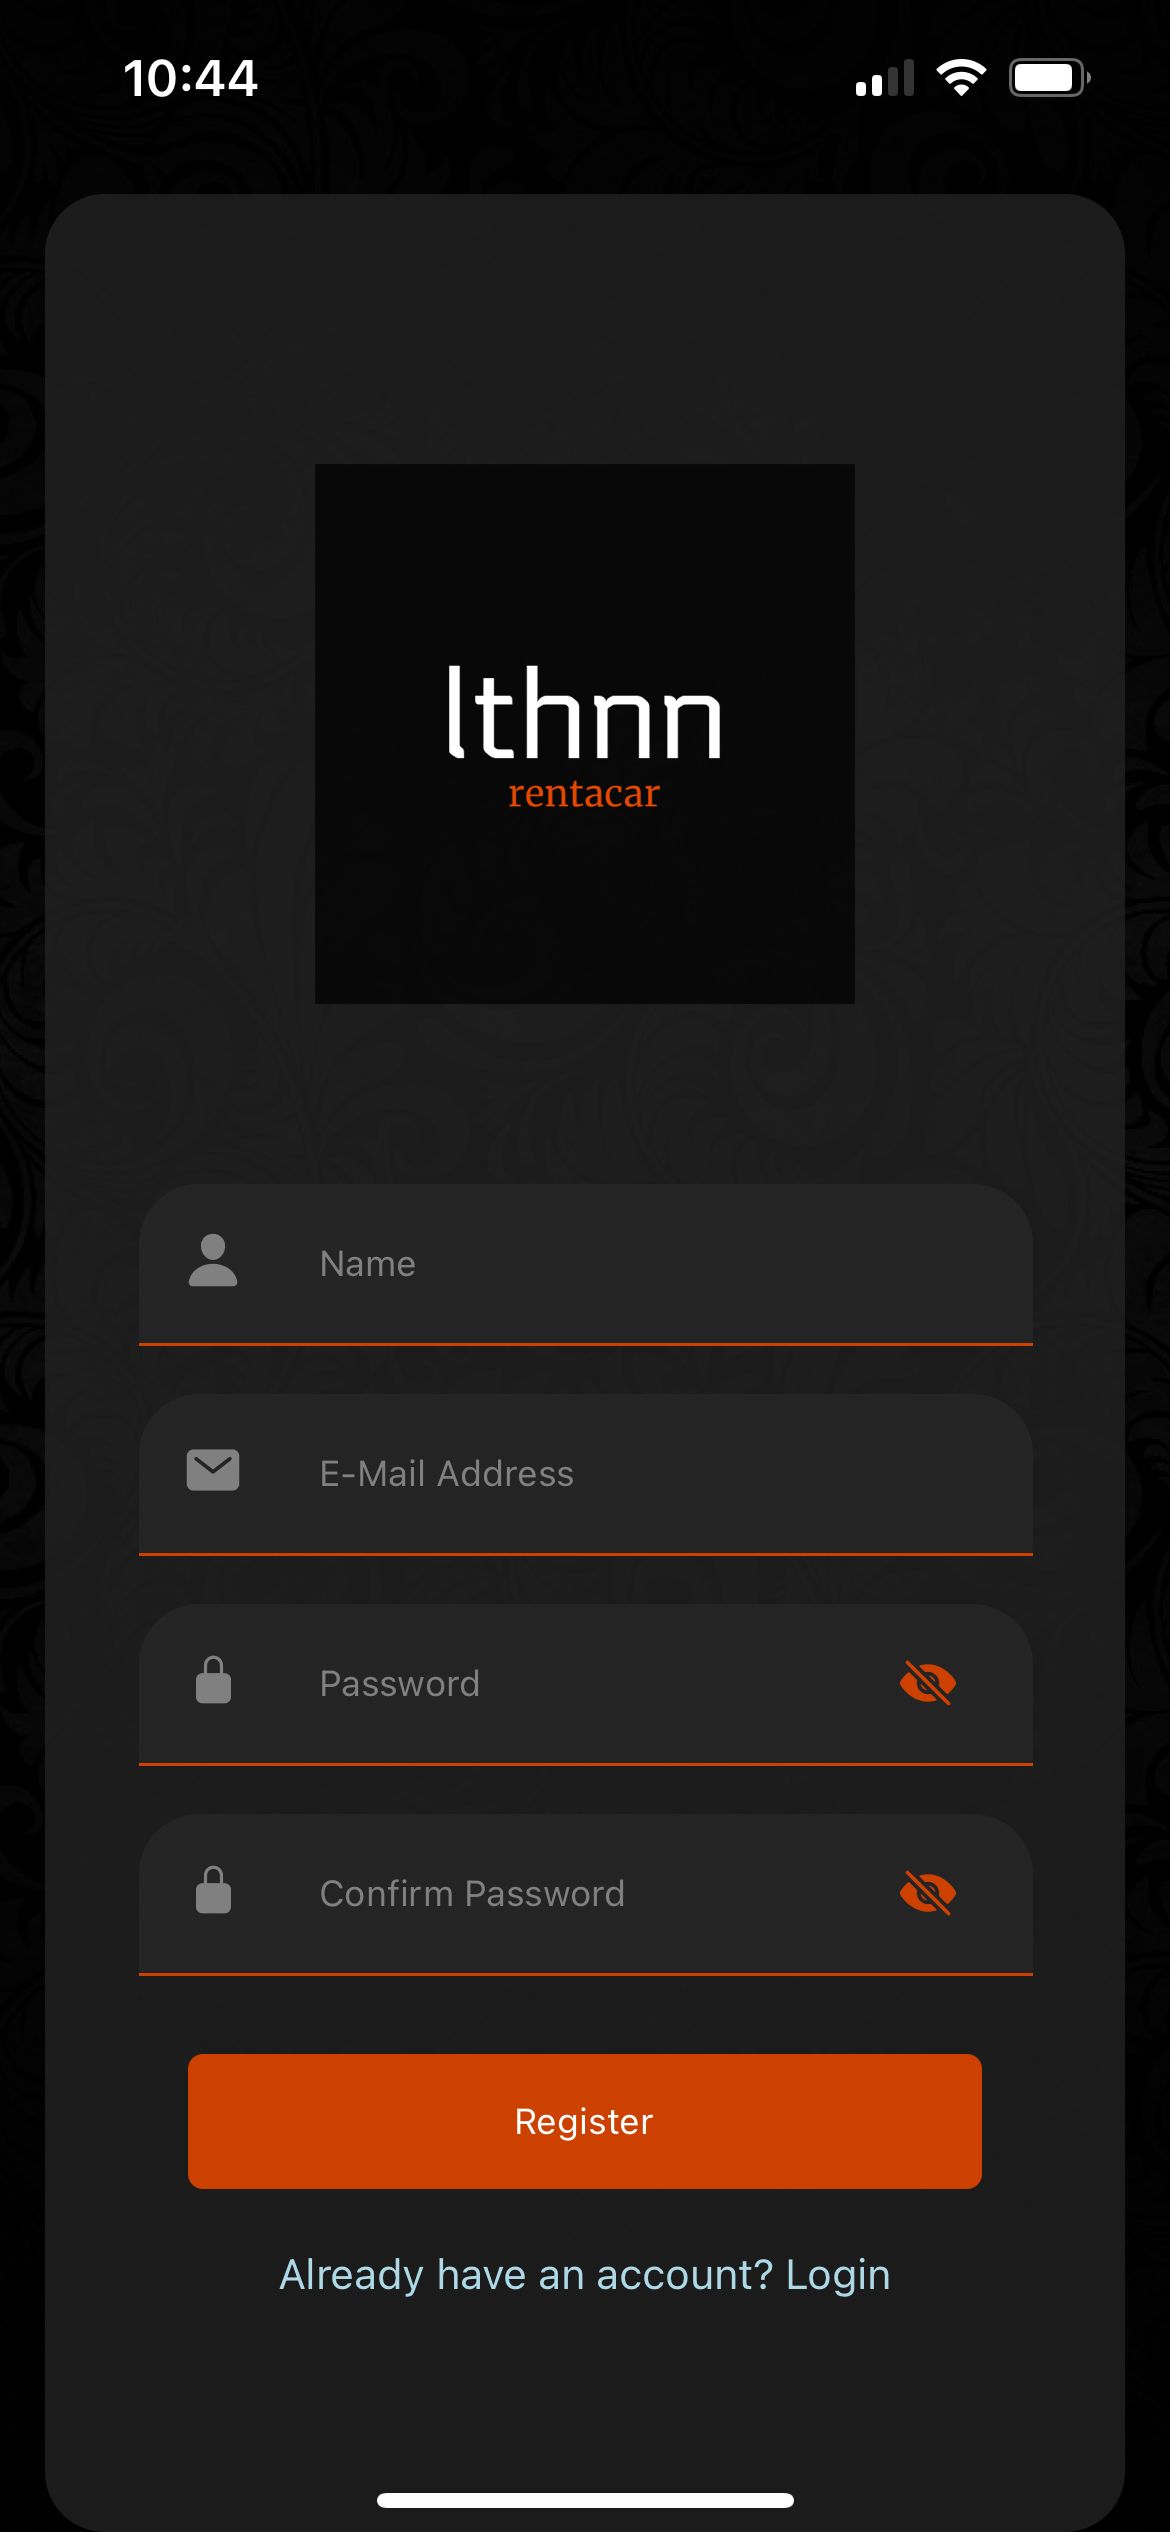 10:44
lthnn
rentacar
Name
E-Mail Address
Password
Confirm Password
Register
Already have an account? Login